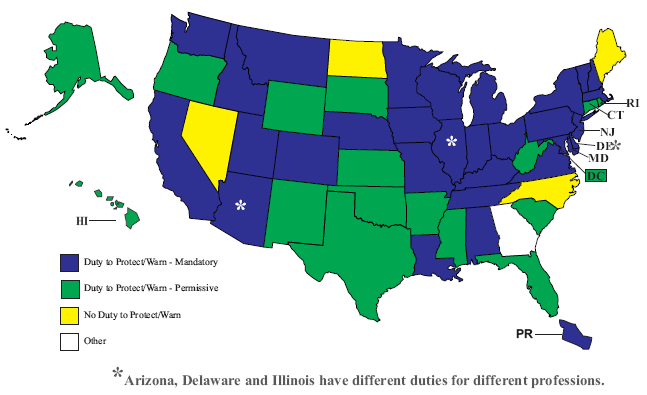 *
RI
CT
NJ
DE*
MD
DC
*
HI
Duty to Protect/Warn - Mandatory
Duty to Protect/Warn - Permissive
No Duty to Protect/Warn
Other
PR
*Arizona, Delaware and Illinois have different duties for different professions.